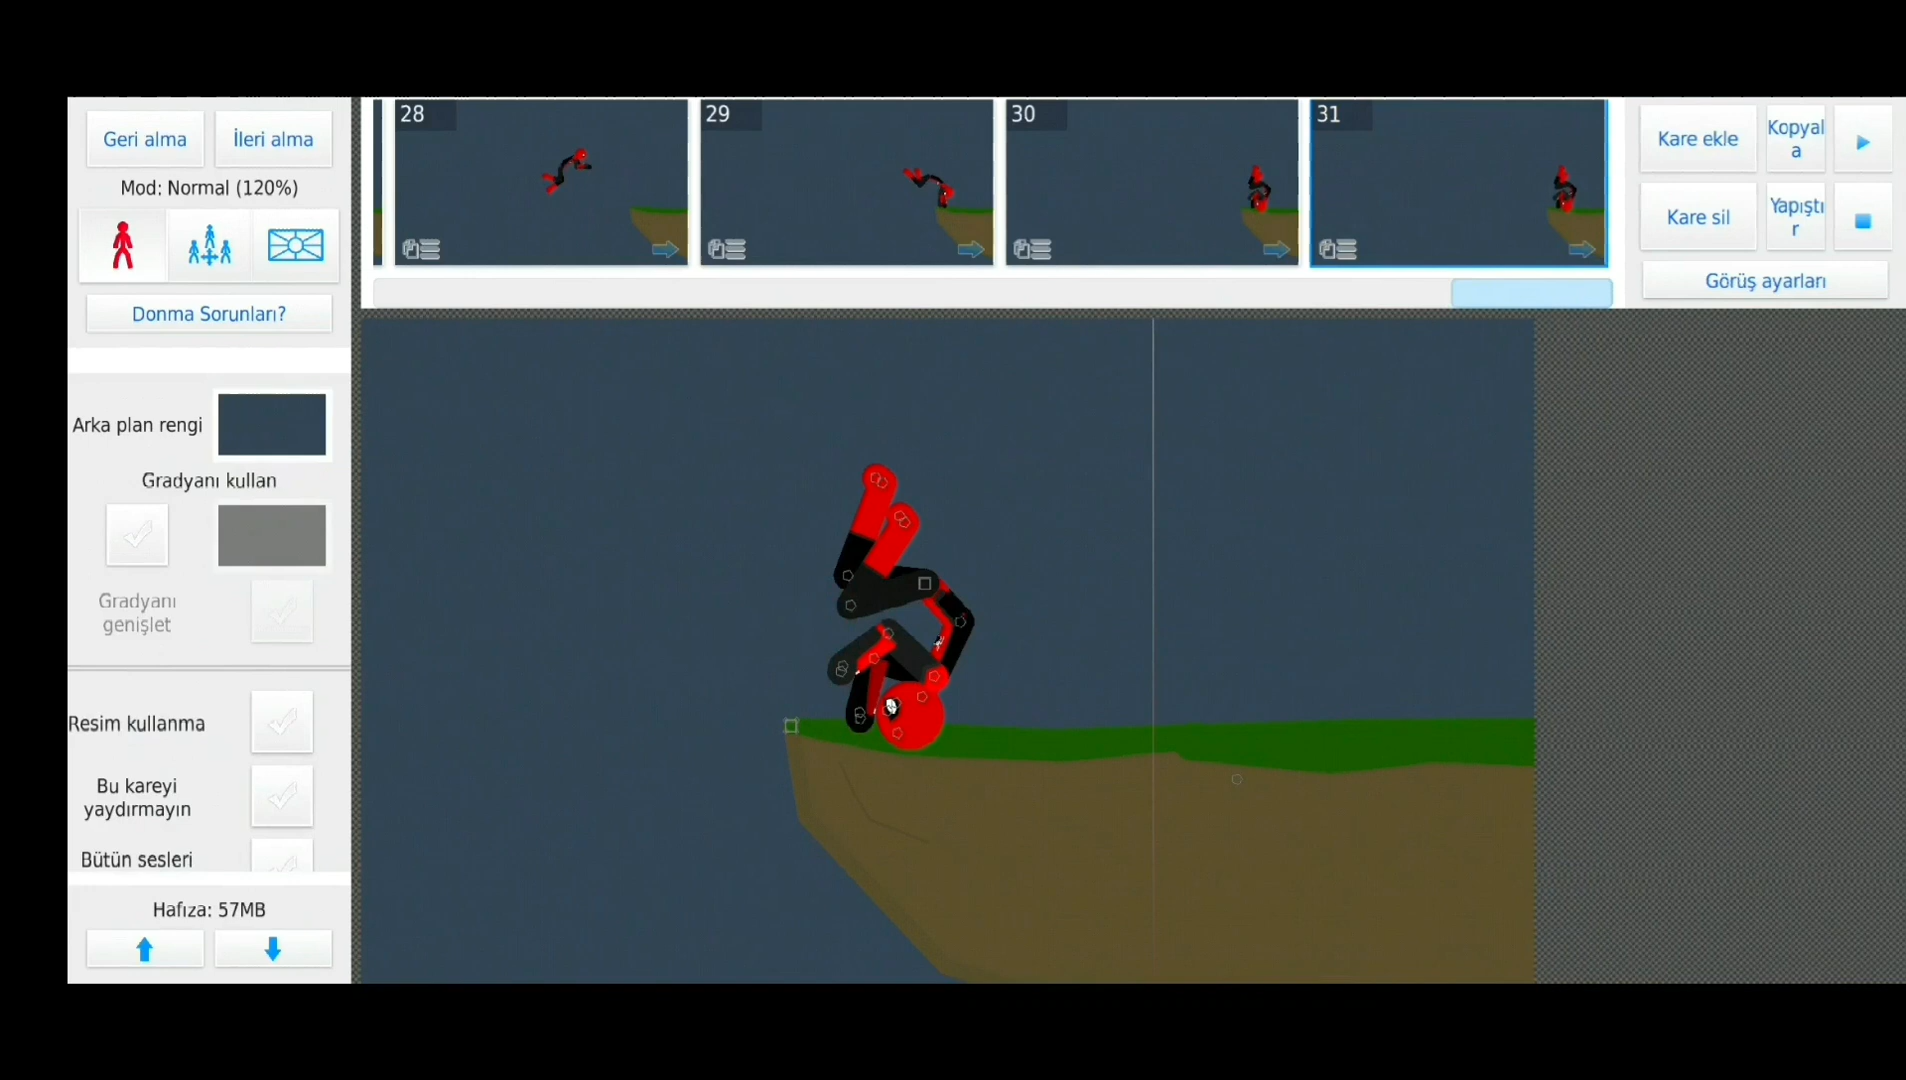 Geri alma
İleri alma
Mod: Normal (120%)
Donma Sorunları?
Arka plan rengi
Gradyanı kullan
Gradyanı
genişlet
Resim kullanma
Bu kareyi
yaydırmayın
Bütün sesleri
Hafıza: 57MB
28
29
30
31
Kare ekle
Kopyal
a
Kare sil
Yapıştı
r
Görüş ayarları